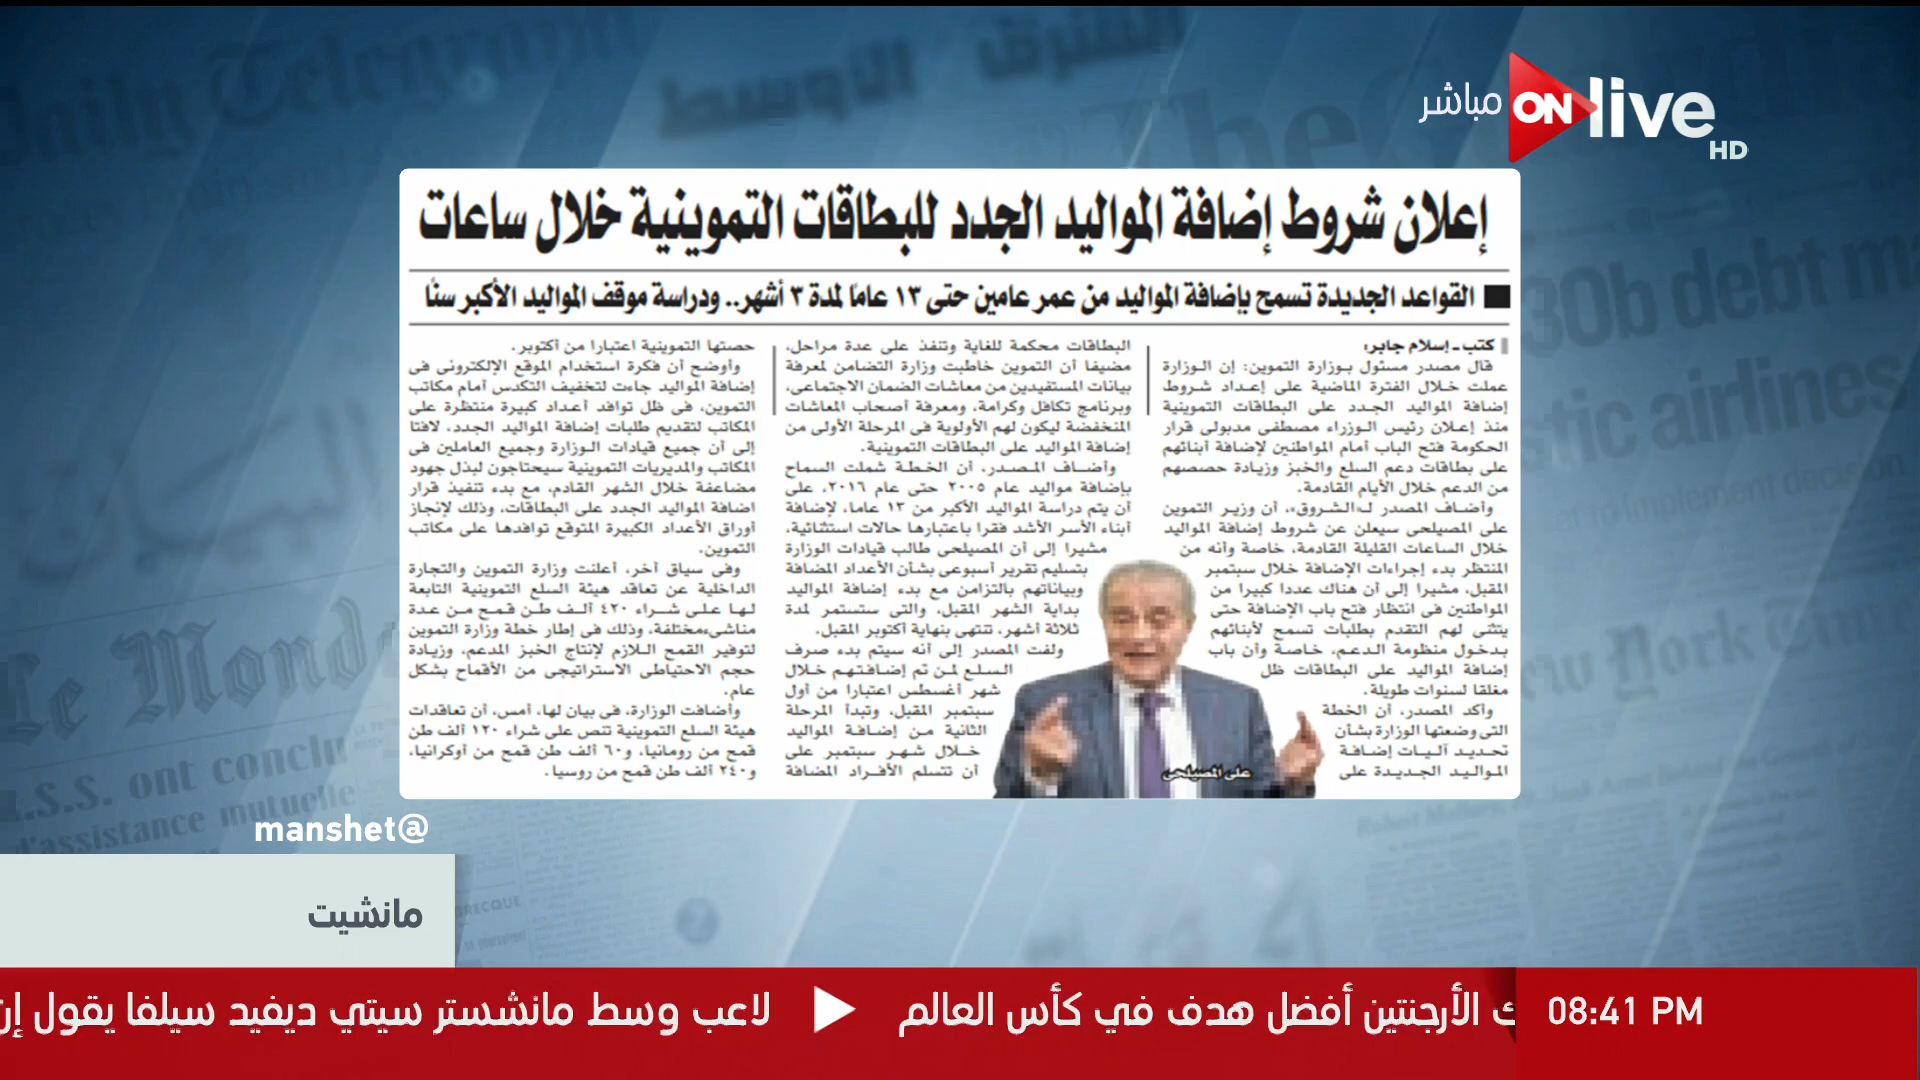 مباشر ON live
HD
إعلان شروط إضافة المواليد الجدد للبطاقات التموينية خلال ساعات
القواعد الجديدة تسمح بإضافة المواليد من عمر عامين حتى ١٣ عامًا لمدة ٣ أشهر.. ودراسة موقف المواليد الأكبر سنًا
كتب ـ إسلام جابر:
قال مصدر مسئول بوزارة التموين: إن الوزارة
عملت خلال الفترة الماضية على إعداد شروط
إضافة المواليد الجدد على البطاقات التموينية
منذ إعلان رئيس الوزراء مصطفى مدبولى قرار
الحكومة فتح الباب أمام المواطنين لإضافة أبنائهم
على بطاقات دعم السلع والخبز وزيادة حصصهم
من الدعم خلال الأيام القادمة.
وأضاف المصدر لـ«الشروق»، أن وزير التموين
على المصيلحى سيعلن عن شروط إضافة المواليد
خلال الساعات القليلة القادمة، خاصة وأنه من
المنتظر بدء إجراءات الإضافة خلال سبتمبر
المقبل، مشيرا إلى أن هناك عددا كبيرا من
المواطنين فى انتظار فتح باب الإضافة حتى
يتثنى لهم التقدم بطلبات تسمح لأبنائهم
بدخول منظومة الدعم، خاصة وأن باب
إضافة المواليد على البطاقات ظل
مغلقا لسنوات طويلة.
وأكد المصدر، أن الخطة
التى وضعتها الوزارة بشأن
تحديد آليات إضافة
المواليد الجديدة على
البطاقات محكمة للغاية وتنفذ على عدة مراحل،
مضيفا أن التموين خاطبت وزارة التضامن لمعرفة
بيانات المستفيدين من معاشات الضمان الاجتماعى،
وبرنامج تكافل وكرامة، ومعرفة أصحاب المعاشات
المنخفضة ليكون لهم الأولوية فى المرحلة الأولى من
إضافة المواليد على البطاقات التموينية.
وأضاف المصدر، أن الخطة شملت السماح
بإضافة مواليد عام ٢٠٠٥ حتى عام ٢٠١٦، على
أن يتم دراسة المواليد الأكبر من ١٣ عاما، لإضافة
أبناء الأسر الأشد فقرا باعتبارها حالات استثنائية،
مشيرا إلى أن المصيلحى طالب قيادات الوزارة
بتسليم تقرير أسبوعى بشأن الأعداد المضافة
وبياناتهم بالتزامن مع بدء إضافة المواليد
بداية الشهر المقبل، والتى ستستمر لمدة
ثلاثة أشهر، تنتهى بنهاية أكتوبر المقبل.
ولفت المصدر إلى أنه سيتم بدء صرف
السلع لمن تم إضافتهم خلال
شهر أغسطس اعتبارا من أول
سبتمبر المقبل، وتبدأ المرحلة
الثانية من إضافة المواليد
خلال شهر سبتمبر على
أن تتسلم الأفراد المضافة
حصتها التموينية اعتبارا من أكتوبر.
وأوضح أن فكرة استخدام الموقع الإلكترونى فى
إضافة المواليد جاءت لتخفيف التكدس أمام مكاتب
التموين، فى ظل توافد أعداد كبيرة منتظرة على
المكاتب لتقديم طلبات إضافة المواليد الجدد، لافتا
إلى أن جميع قيادات الوزارة وجميع العاملين فى
المكاتب والمديريات التموينية سيحتاجون لبذل جهود
مضاعفة خلال الشهر القادم، مع بدء تنفيذ قرار
اضافة المواليد الجدد على البطاقات، وذلك لإنجاز
أوراق الأعداد الكبيرة المتوقع توافدها على مكاتب
التموين.
وفى سياق آخر، أعلنت وزارة التموين والتجارة
الداخلية عن تعاقد هيئة السلع التموينية التابعة
لها على شراء ٤٢٠ ألف طن قمح من عدة
مناشىء مختلفة، وذلك فى إطار خطة وزارة التموين
لتوفير القمح اللازم لإنتاج الخبز المدعم، وزيادة
حجم الاحتياطى الاستراتيجى من الأقماح بشكل
عام.
وأضافت الوزارة، فى بيان لها، أمس، أن تعاقدات
هيئة السلع التموينية تنص على شراء ١٢٠ ألف طن
قمح من رومانيا، و٦٠ ألف طن قمح من أوكرانيا،
و٢٤٠ ألف طن قمح من روسيا.
على المصيلحى
@manshet
مانشيت
ك الأرجنتين أفضل هدف في كأس العالم
لاعب وسط مانشستر سيتي ديفيد سيلفا يقول إن
08:41 PM
Daily Telegram
الشرق الأوسط
Le Monde
30b debt
stic airlines
to implement decision
ew York
S.S. ont conclu
d'assistance mutuelle